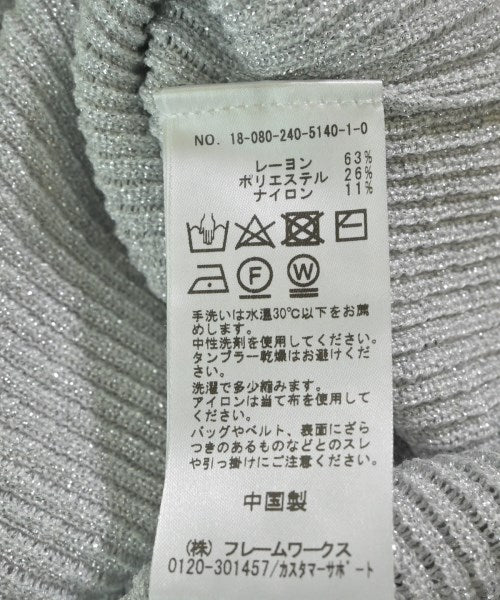 NO. 18-080-240-5140-1-0
レーヨン 63%
ポリエステル 26%
ナイロン 11%
F W
手洗いは水温30℃以下をお薦
めします。
中性洗剤を使用してください。
タンブラー乾燥はお避けくだ
さい。
洗濯で多少縮みます。
アイロンは当て布を使用して
ください。
バッグやベルト、表面にざら
つきのあるものなどとのスレ
や引っ掛けにご注意ください。
中国製
(株) フレームワークス
0120-301457/カスタマーサポート